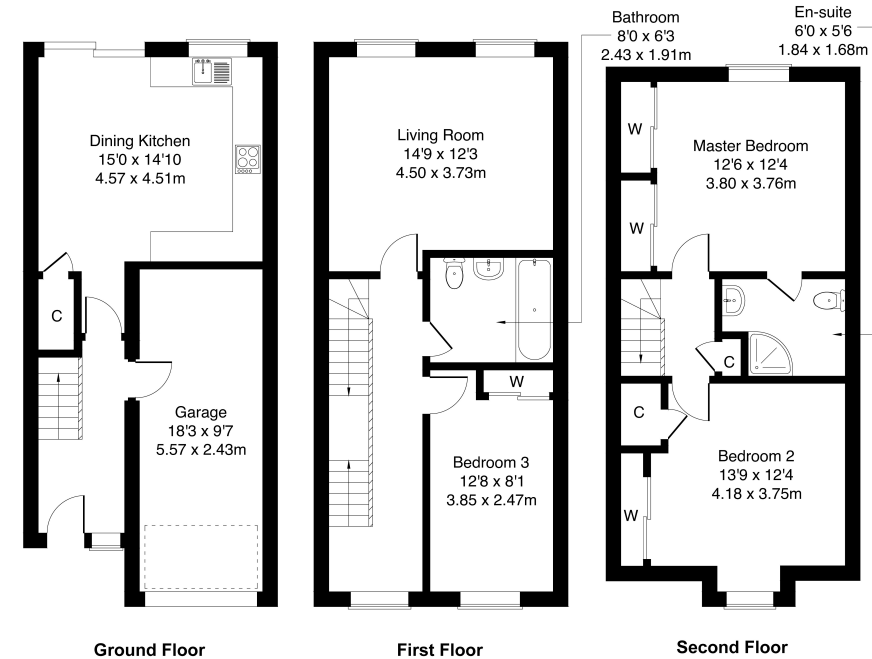 Bathroom
8'0 x 6'3
2.43 x 1.91m
En-suite
6'0 x 5'6
1.84 x 1.68m
Dining Kitchen
15'0 x 14'10
4.57 x 4.51m
C
Garage
18'3 x 9'7
5.57 x 2.43m
Ground Floor
Living Room
14'9 x 12'3
4.50 x 3.73m
W
Bedroom 3
12'8 x 8'1
3.85 x 2.47m
First Floor
W
Master Bedroom
12'6 x 12'4
3.80 x 3.76m
W
C
C
Bedroom 2
13'9 x 12'4
4.18 x 3.75m
W
Second Floor